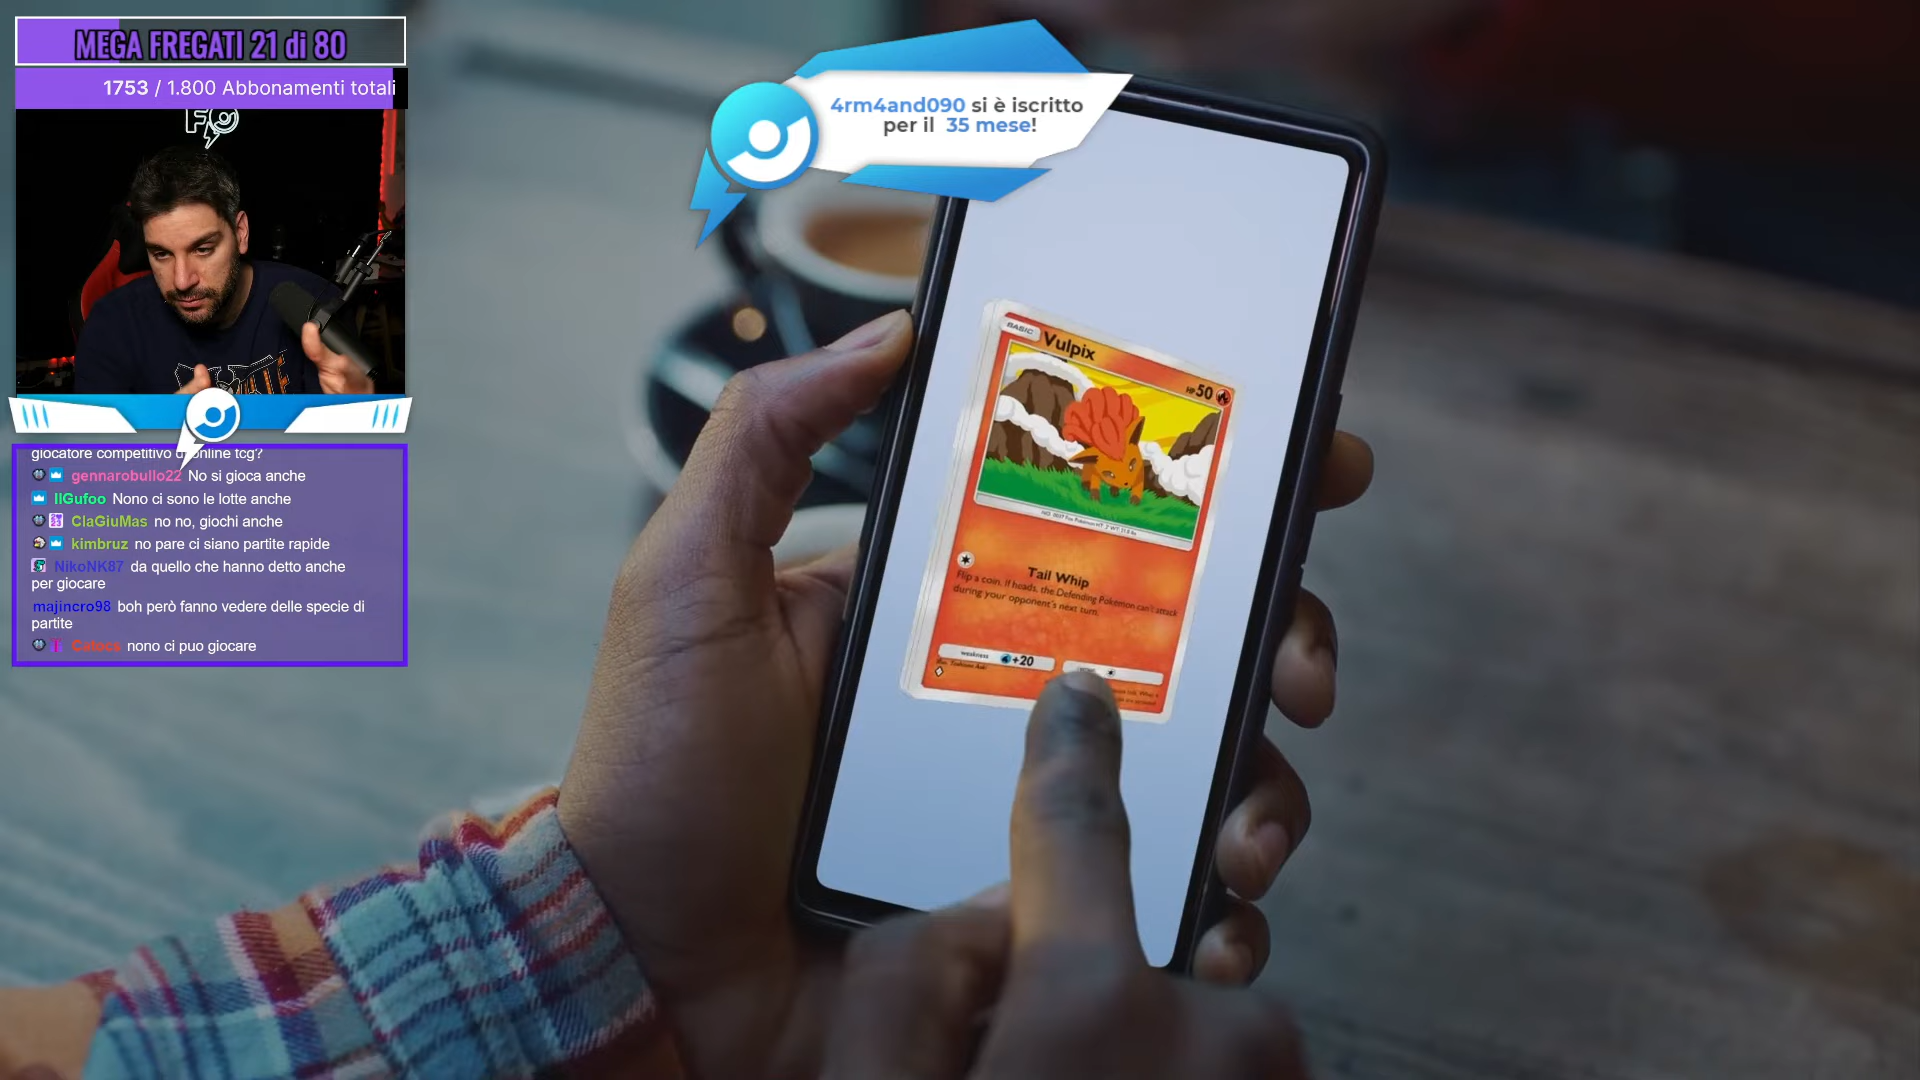 MEGA FREGATI 21 di 80
1753 / 1.800 Abbonamenti totali
4rm4and090 si è iscritto
per il 35 mese!
giocatore competitivo online tcg?
gennarobullo22 No si gioca anche
IlGufoo Nono ci sono le lotte anche
ClaGiuMas no no, giochi anche
kimbruz no pare ci siano partite rapide
NikoNK87 da quello che hanno detto anche
per giocare
majincro98 boh però fanno vedere delle specie di
partite
Catocs nono ci puo giocare
BASIC
Vulpix
HP 50
Tail Whip
Flip a coin. If heads, the Defending Pokémon can't attack
during your opponent's next turn.
weakness +20